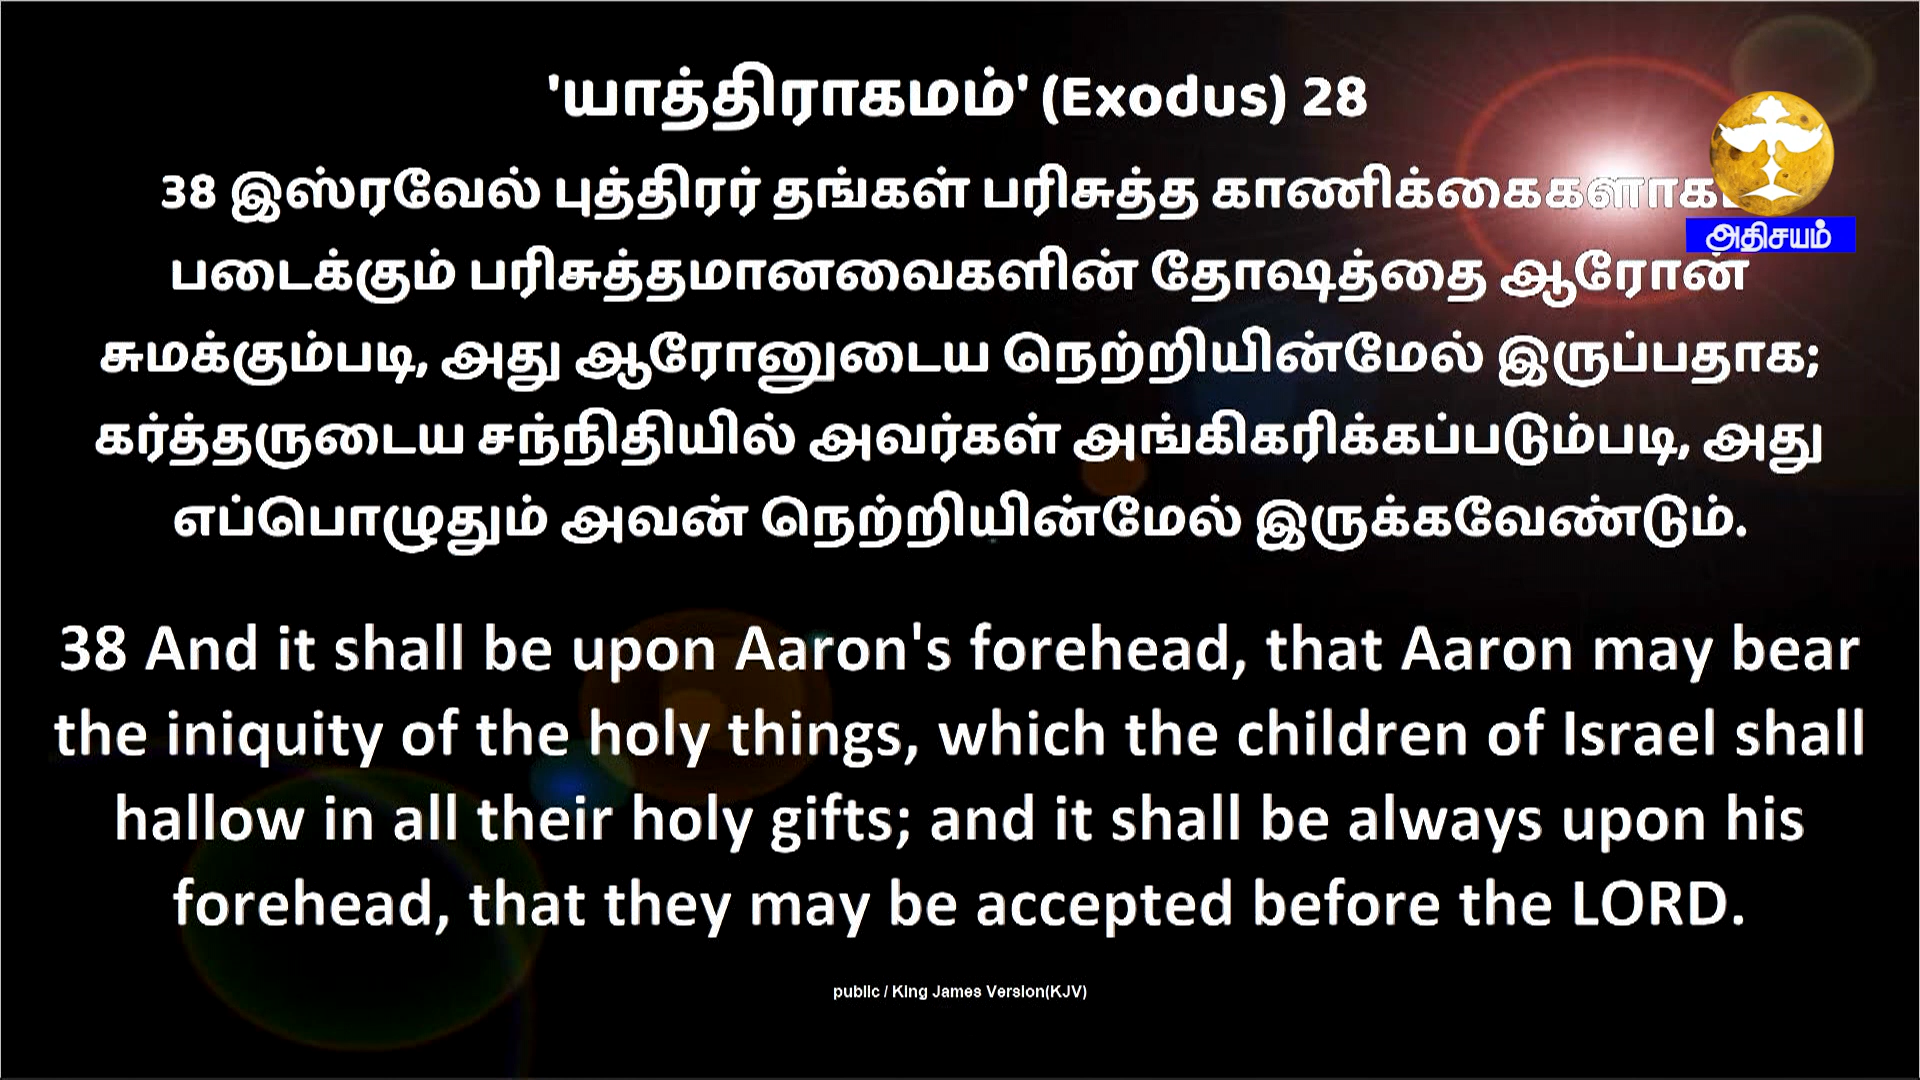 'யாத்திராகமம்' (Exodus) 28
38 இஸ்ரவேல் புத்திரர் தங்கள் பரிசுத்த
அதிசயம்
படைக்கும் பரிசுத்தமானவைகளின் தோஷத்தை ஆரோன்
சுமக்கும்படி, அது ஆரோனுடைய நெற்றியின்மேல் இருப்பதாக;
கர்த்தருடைய சந்நிதியில் அவர்கள் அங்கிகரிக்கப்படும்படி, அது
எப்பொழுதும் அவன் நெற்றியின்மேல் இருக்கவேண்டும்.
38 And it shall be upon Aaron's forehead, that Aaron may bear
the iniquity of the holy things, which the children of Israel shall
hallow in all their holy gifts; and it shall be always upon his
forehead, that they may be accepted before the LORD.
public / King James Version(KJV)